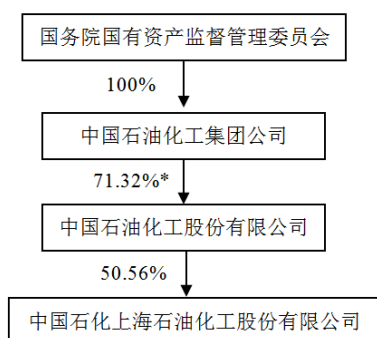 国务院国有资产监督管理委员会
100%
中国石油化工集团公司
71.32%*
中国石油化工股份有限公司
50.56%
中国石化上海石油化工股份有限公司